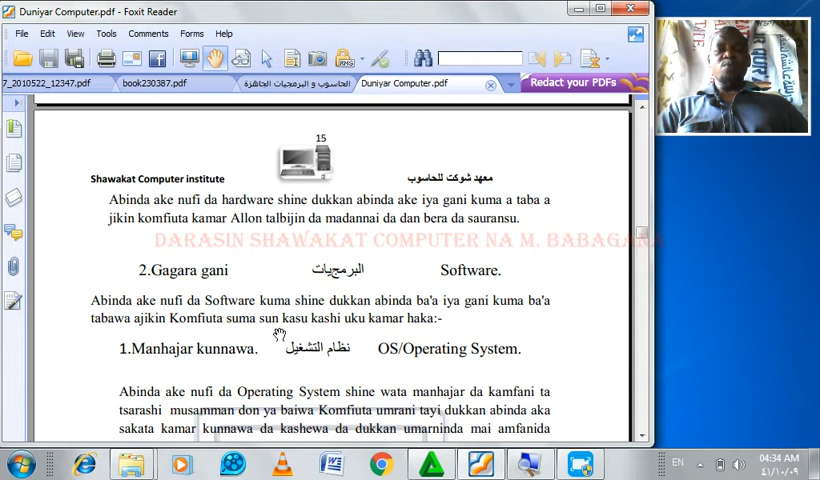 Duniyar Computer.pdf - Foxit Reader
File Edit View Tools Comments Forms Help
7_2010522_12347.pdf book230387.pdf الحاسوب و البرمجيات الجاهزة Duniyar Computer.pdf Redact your PDFs
15
Shawakat Computer institute معهد شوكت للحاسوب
Abinda ake nufi da hardware shine dukkan abinda ake iya gani kuma a taba a
jikin komfiuta kamar Allon talbijin da madannai da dan bera da sauransu.
DARASIN SHAWAKAT COMPUTER NA M. BABAGANA
2.Gagara gani البرمجيات Software.
Abinda ake nufi da Software kuma shine dukkan abinda ba'a iya gani kuma ba'a
tabawa ajikin Komfiuta suma sun kasu kashi uku kamar haka:-
1.Manhajar kunnawa. نظام التشغيل OS/Operating System.
Abinda ake nufi da Operating System shine wata manhajar da kamfani ta
tsarashi musamman don ya baiwa Komfiuta umrani tayi dukkan abinda aka
sakata kamar kunnawa da kashewa da dukkan umarninda mai amfanida
EN 04:34 AM
٤١/١٠/٠٩